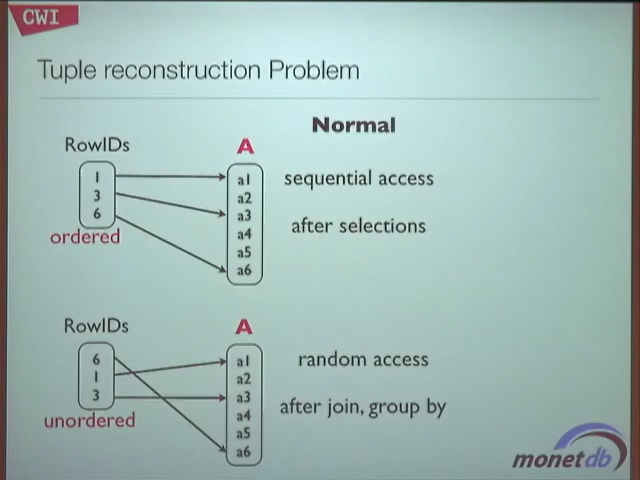 CWI
Tuple reconstruction Problem
Normal
RowIDs
A
1
3
6
ordered
a1
a2
a3
a4
a5
a6
sequential access
after selections
RowIDs
A
6
1
3
unordered
a1
a2
a3
a4
a5
a6
random access
after join, group by
monetdb